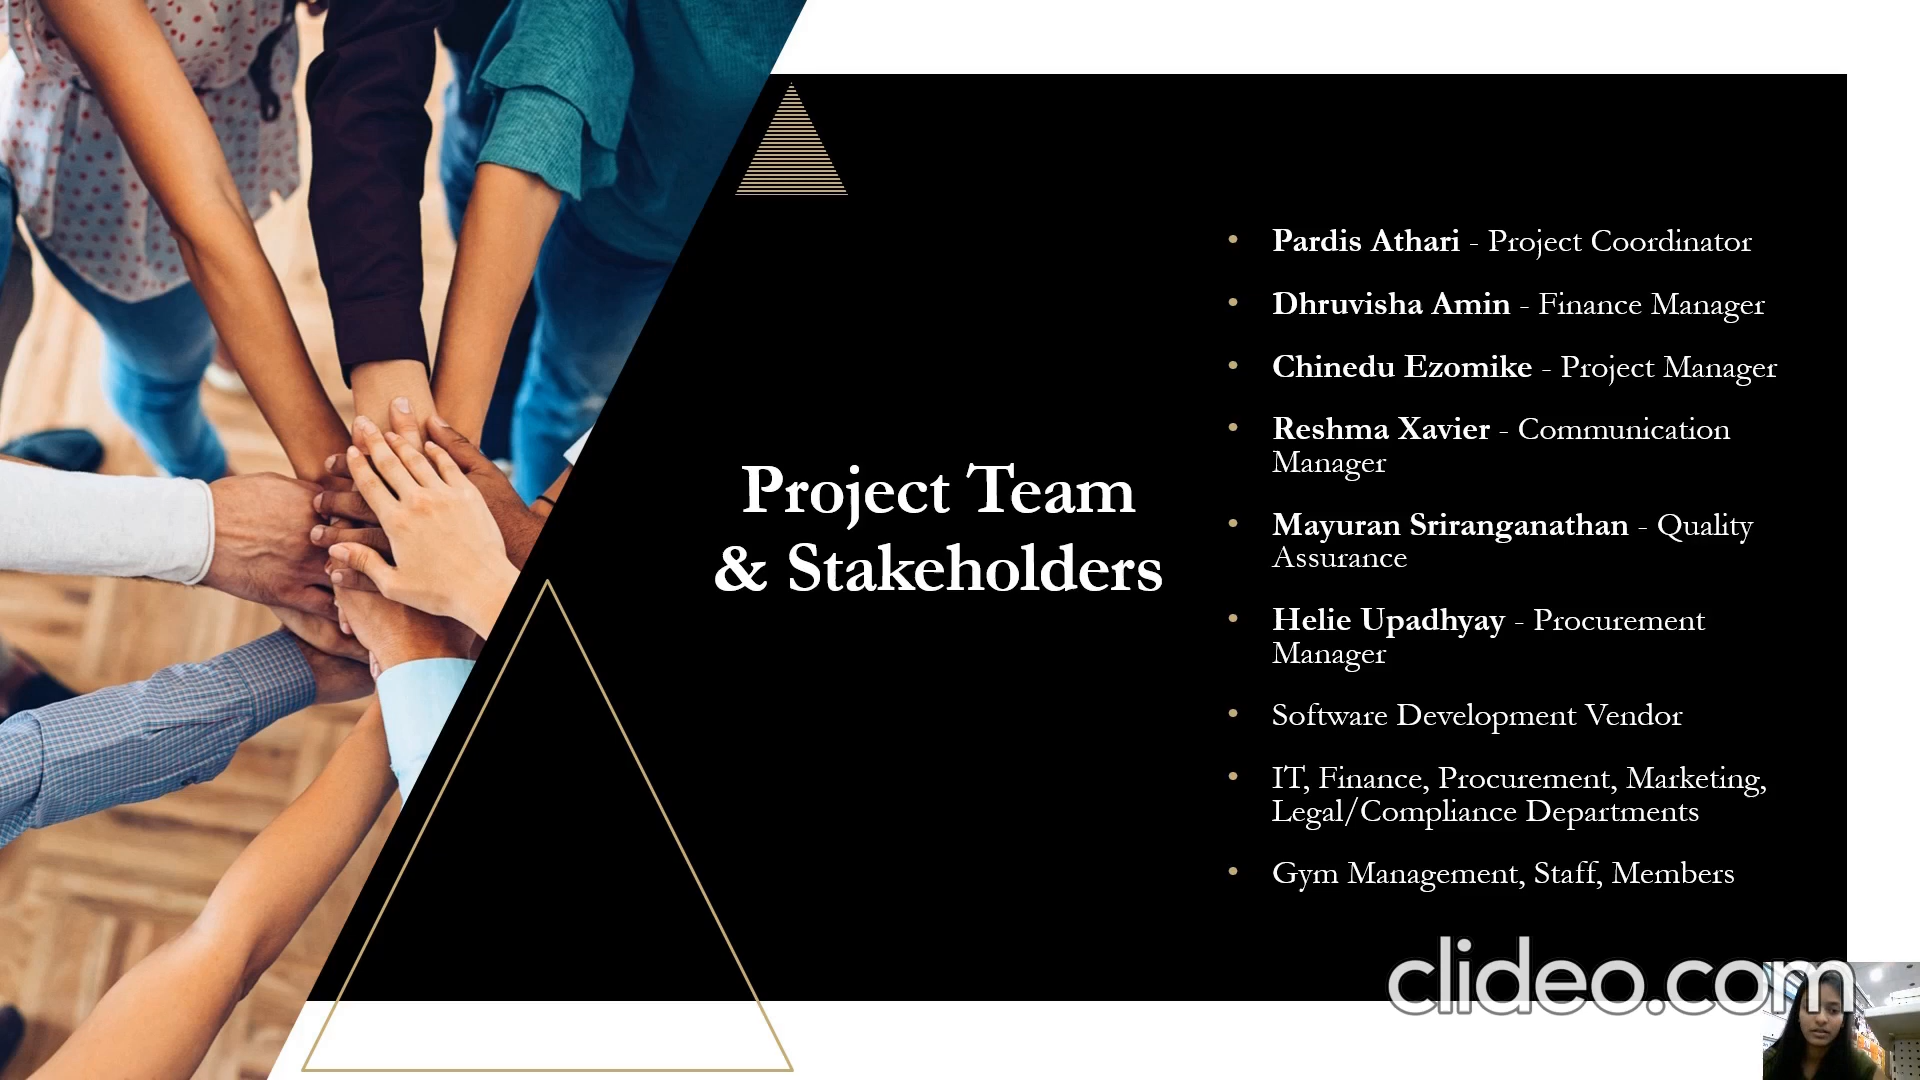 Project Team
& Stakeholders
• Pardis Athari - Project Coordinator
• Dhruvisha Amin - Finance Manager
• Chinedu Ezomike - Project Manager
• Reshma Xavier - Communication
Manager
• Mayuran Sriranganathan - Quality
Assurance
• Helie Upadhyay - Procurement
Manager
• Software Development Vendor
• IT, Finance, Procurement, Marketing,
Legal/Compliance Departments
• Gym Management, Staff, Members
clideo.com